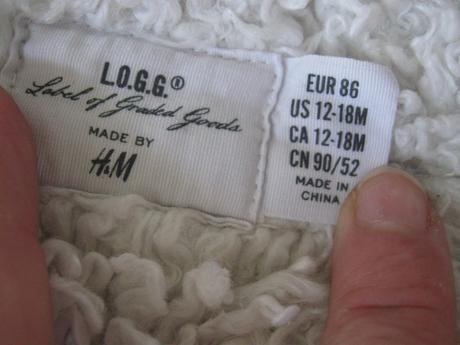 L.O.G.G.®
Label of Graded Goods
MADE BY
H&M
EUR 86
US 12-18M
CA 12-18M
CN 90/52
MADE IN
CHINA